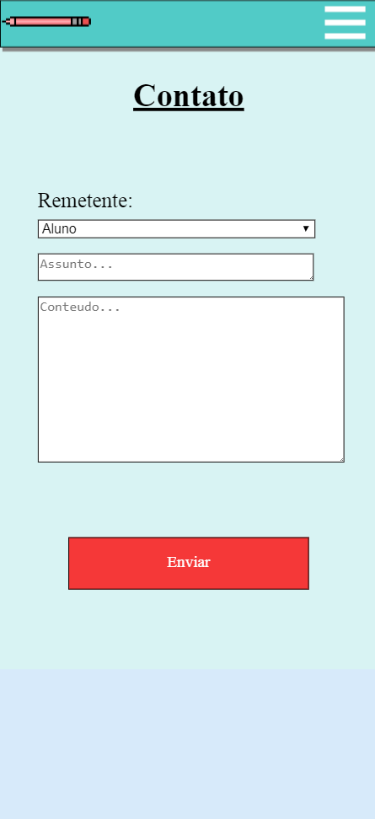 Contato
Remetente:
Aluno
Assunto...
Conteudo...
Enviar